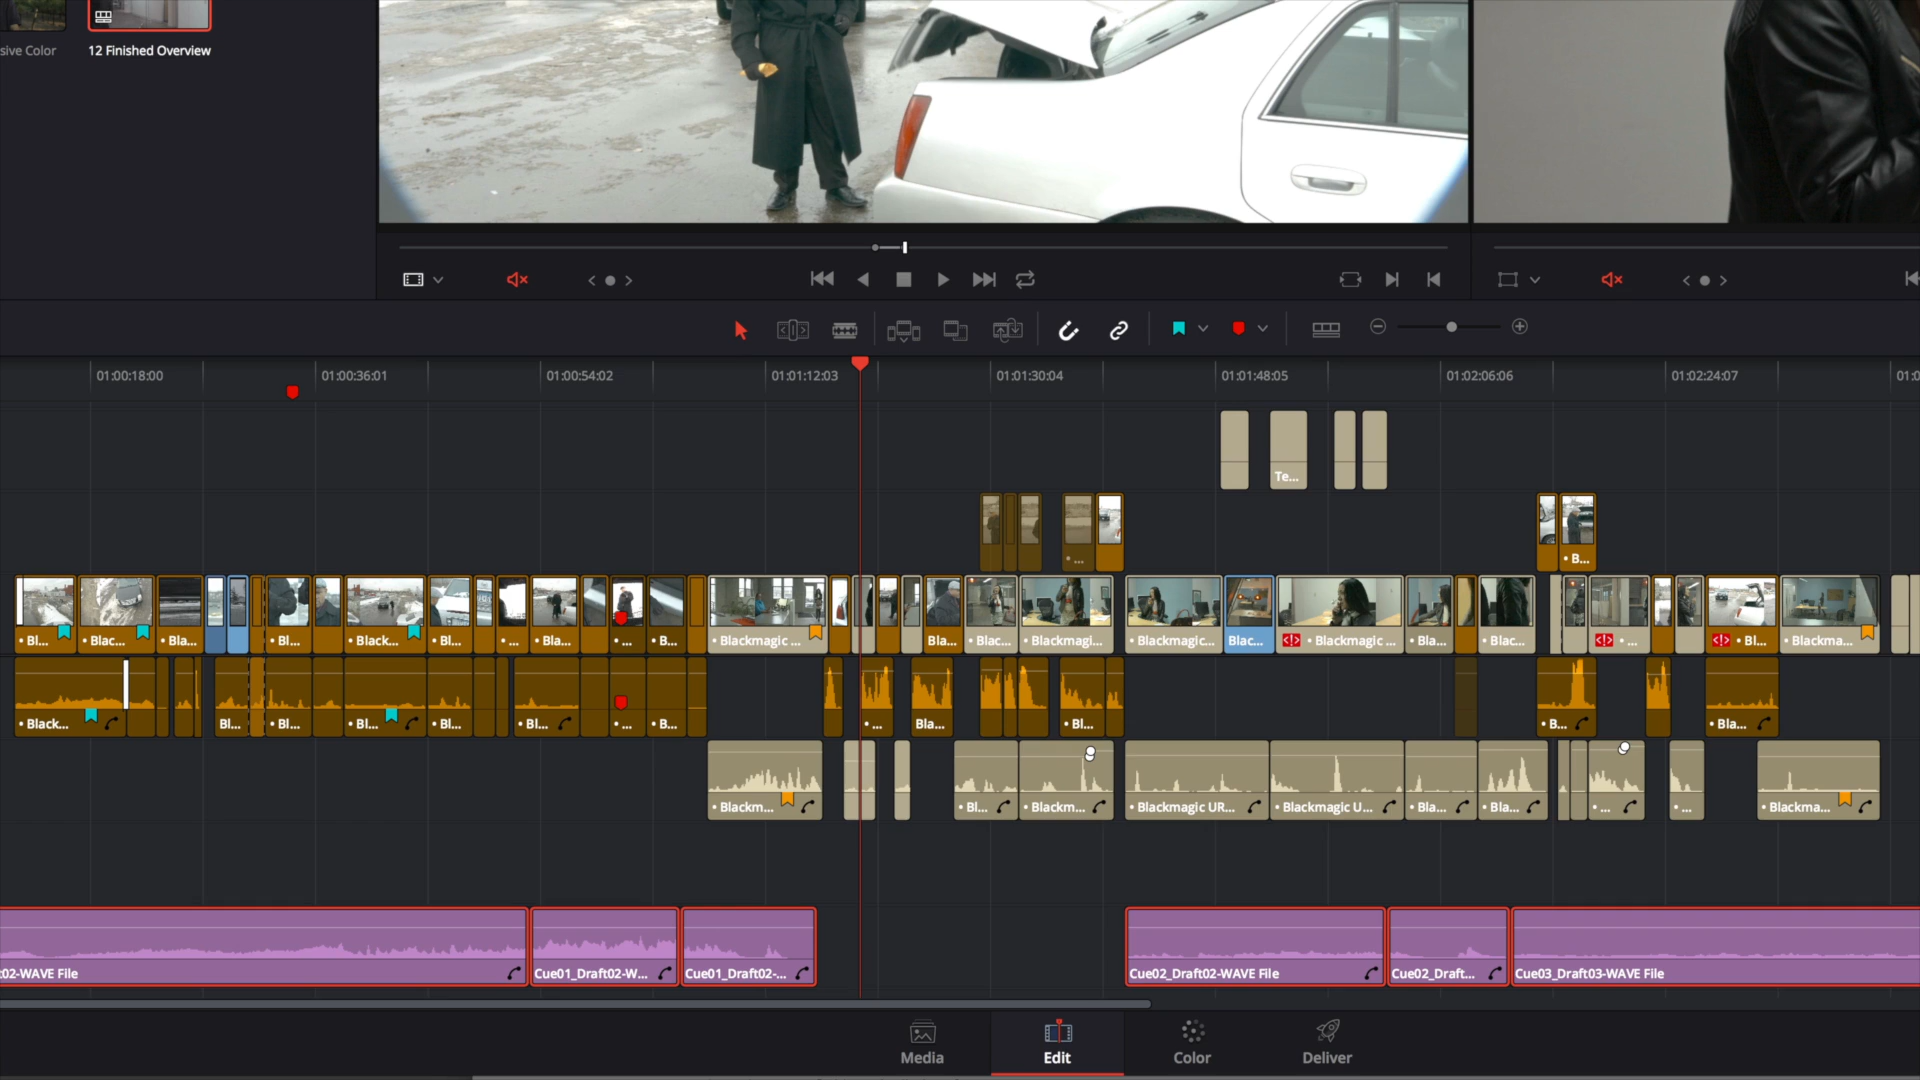 sive Color
12 Finished Overview
01:00:18:00
01:00:36:01
01:00:54:02
01:01:12:03
01:01:30:04
01:01:48:05
01:02:06:06
01:02:24:07
01:0
Te...
• ...
• B...
• Bl...
• Blac...
• Bla...
• Bl...
• Black...
• Bl...
• ...
• Bla...
• ...
• B...
• Blackmagic ...
Bla...
• Blac...
• Blackmagi...
• Blackmagic...
Blac...
• Blackmagic ...
• Bla...
• Blac...
• ...
• Bl...
• Blackma...
• Black...
Bl...
• Bl...
• Bl...
• Bl...
• Bl...
• ...
• B...
• ...
Bla...
• Bl...
• B...
• Bla...
• Blackm...
• Bl...
• Blackm...
• Blackmagic UR...
• Blackmagic U...
• Bla...
• Bla...
• ...
• ...
• Blackma...
:02-WAVE File
Cue01_Draft02-W...
Cue01_Draft02-...
Cue02_Draft02-WAVE File
Cue02_Draft...
Cue03_Draft03-WAVE File
Media
Edit
Color
Deliver